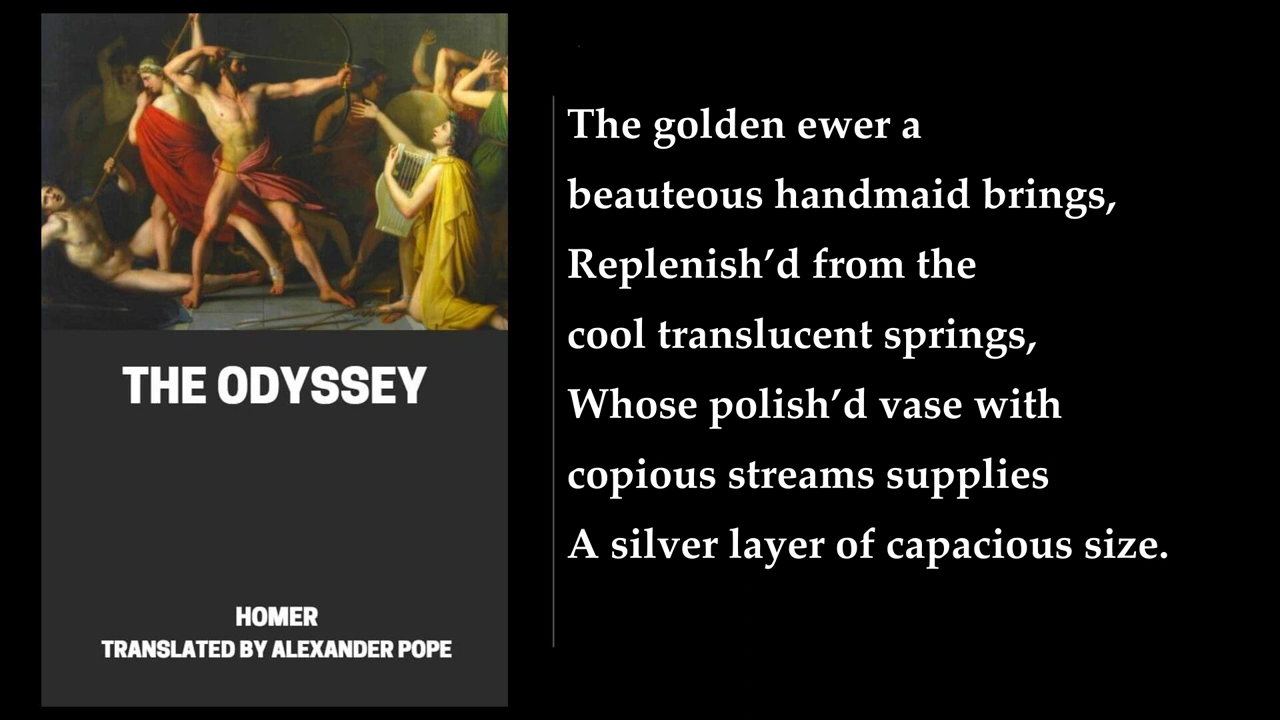 THE ODYSSEY
HOMER
TRANSLATED BY ALEXANDER POPE
The golden ewer a
beauteous handmaid brings,
Replenish’d from the
cool translucent springs,
Whose polish’d vase with
copious streams supplies
A silver layer of capacious size.